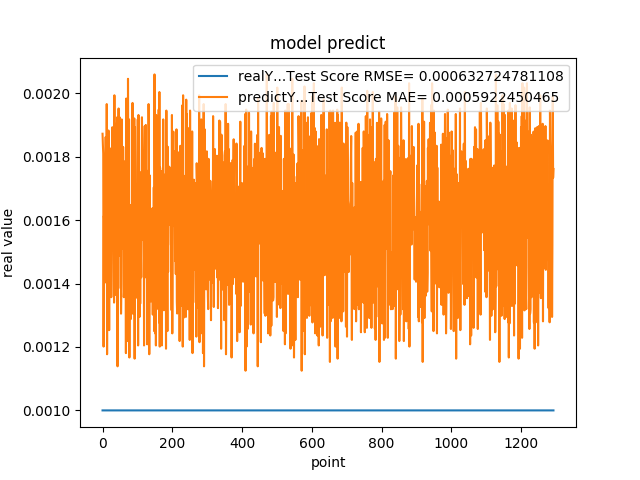 model predict
realY...Test Score RMSE= 0.000632724781108
predictY...Test Score MAE= 0.0005922450465
real value
0.0020
0.0018
0.0016
0.0014
0.0012
0.0010
0 200 400 600 800 1000 1200
point